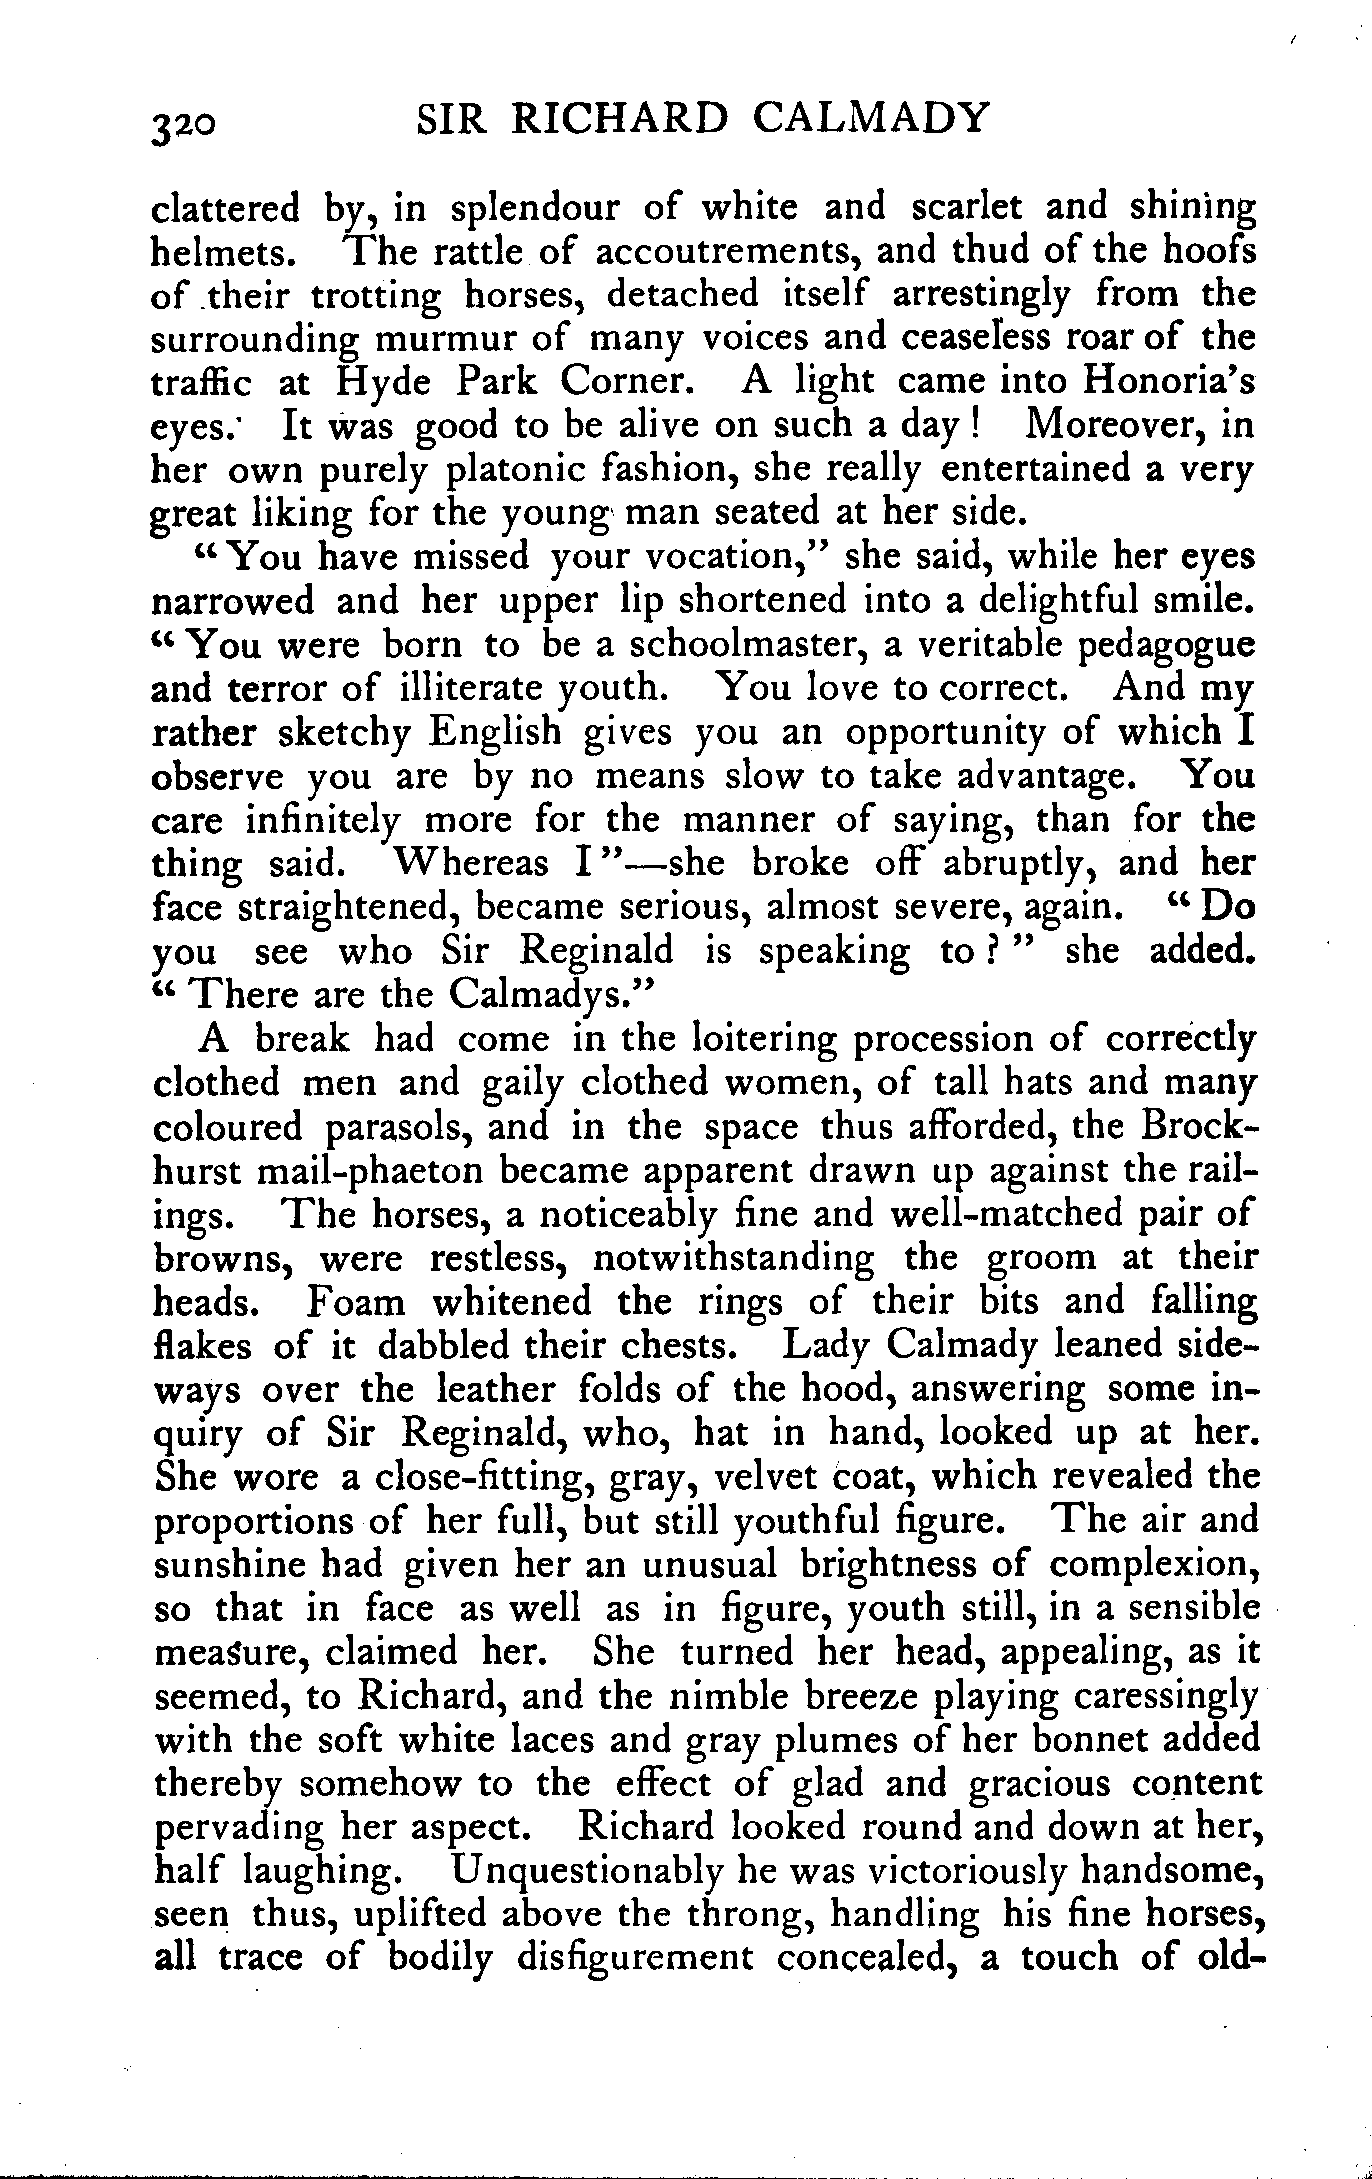 320 SIR RICHARD CALMADY
clattered by, in splendour of white and scarlet and shining
helmets. The rattle of accoutrements, and thud of the hoofs
of their trotting horses, detached itself arrestingly from the
surrounding murmur of many voices and ceaseless roar of the
traffic at Hyde Park Corner. A light came into Honoria's
eyes. It was good to be alive on such a day! Moreover, in
her own purely platonic fashion, she really entertained a very
great liking for the young man seated at her side.
"You have missed your vocation," she said, while her eyes
narrowed and her upper lip shortened into a delightful smile.
"You were born to be a schoolmaster, a veritable pedagogue
and terror of illiterate youth. You love to correct. And my
rather sketchy English gives you an opportunity of which I
observe you are by no means slow to take advantage. You
care infinitely more for the manner of saying, than for the
thing said. Whereas I"—she broke off abruptly, and her
face straightened, became serious, almost severe, again. "Do
you see who Sir Reginald is speaking to?" she added.
"There are the Calmadys."
A break had come in the loitering procession of correctly
clothed men and gaily clothed women, of tall hats and many
coloured parasols, and in the space thus afforded, the Brock-
hurst mail-phaeton became apparent drawn up against the rail-
ings. The horses, a noticeably fine and well-matched pair of
browns, were restless, notwithstanding the groom at their
heads. Foam whitened the rings of their bits and falling
flakes of it dabbled their chests. Lady Calmady leaned side-
ways over the leather folds of the hood, answering some in-
quiry of Sir Reginald, who, hat in hand, looked up at her.
She wore a close-fitting, gray, velvet coat, which revealed the
proportions of her full, but still youthful figure. The air and
sunshine had given her an unusual brightness of complexion,
so that in face as well as in figure, youth still, in a sensible
measure, claimed her. She turned her head, appealing, as it
seemed, to Richard, and the nimble breeze playing caressingly
with the soft white laces and gray plumes of her bonnet added
thereby somehow to the effect of glad and gracious content
pervading her aspect. Richard looked round and down at her,
half laughing. Unquestionably he was victoriously handsome,
seen thus, uplifted above the throng, handling his fine horses,
all trace of bodily disfigurement concealed, a touch of old-